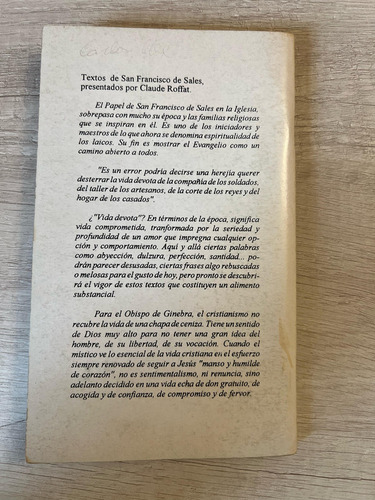 Textos de San Francisco de Sales,
presentados por Claude Roffat.
El Papel de San Francisco de Sales en la Iglesia,
sobrepasa con mucho su época y las familias religiosas
que se inspiran en él. Es uno de los iniciadores y
maestros de lo que ahora se denomina espiritualidad de
los laicos. Su fin es mostrar el Evangelio como un
camino abierto a todos.
"Es un error podría decirse una herejia querer
desterrar la vida devota de la compañia de los soldados,
del taller de los artesanos, de la corte de los reyes y del
hogar de los casados".
¿"Vida devota"? En términos de la época, significa
vida comprometida, tranformada por la seriedad y
profundidad de un amor que impregna cualquier op-
ción y comportamiento. Aqui y allá ciertas palabras
como abyección, dulzura, perfección, santidad... po-
drán parecer desusadas, ciertas frases algo rebuscadas
o melosas para el gusto de hoy, pero pronto se descubri-
rá el vigor de estos textos que costituyen un alimento
substancial.
Para el Obispo de Ginebra, el cristianismo no
recubre la vida de una chapa de ceniza. Tiene un sentido
de Dios muy alto para no tener una gran idea del
hombre, de su libertad, de su vocación. Cuando el
místico ve lo esencial de la vida cristiana en el esfuerzo
siempre renovado de seguir a Jesús "manso y humilde
de corazón", no es sentimentalismo, ni renuncia, sino
adelanto decidido en una vida echa de don gratuito, de
acogida y de confianza, de compromiso y de fervor.